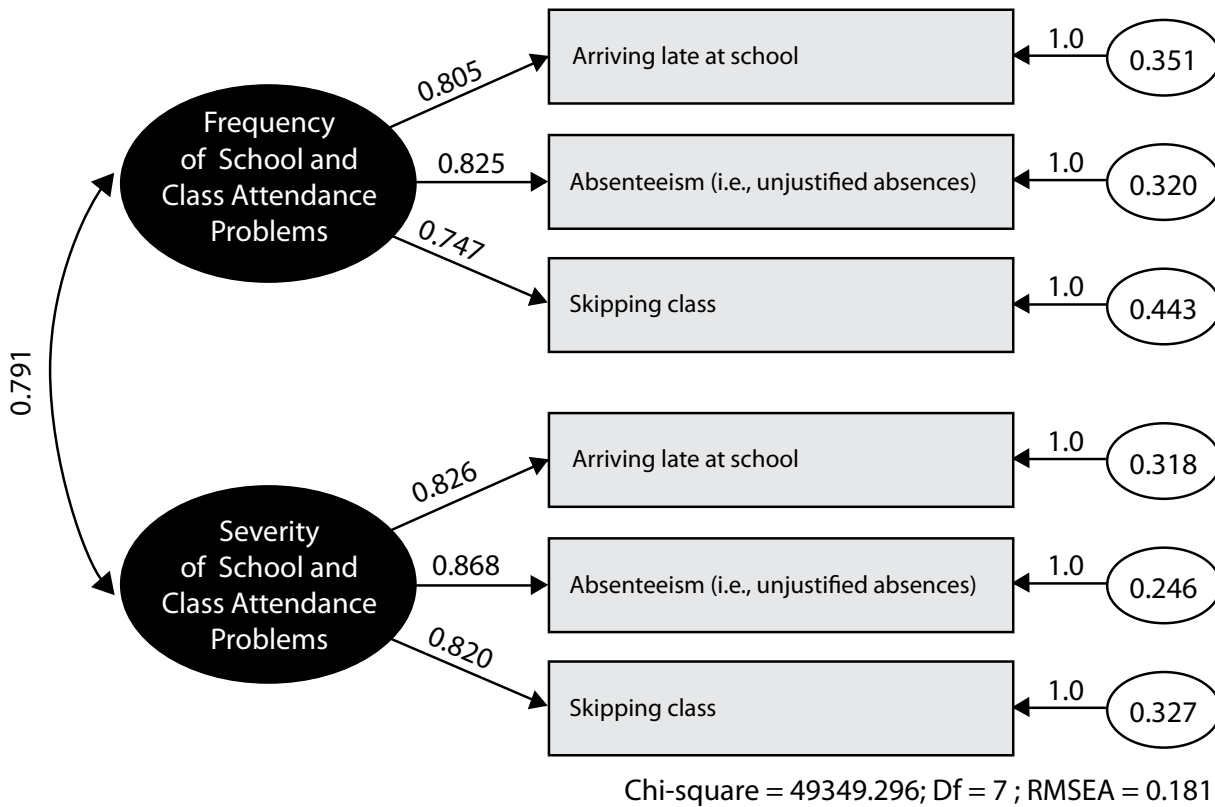 Frequency
of School and
Class Attendance
Problems
0.805
Arriving late at school
1.0
0.351
0.825
Absenteeism (i.e., unjustified absences)
1.0
0.320
0.747
Skipping class
1.0
0.443
0.791
Severity
of School and
Class Attendance
Problems
0.826
Arriving late at school
1.0
0.318
0.868
Absenteeism (i.e., unjustified absences)
1.0
0.246
0.820
Skipping class
1.0
0.327
Chi-square = 49349.296; Df = 7 ; RMSEA = 0.181